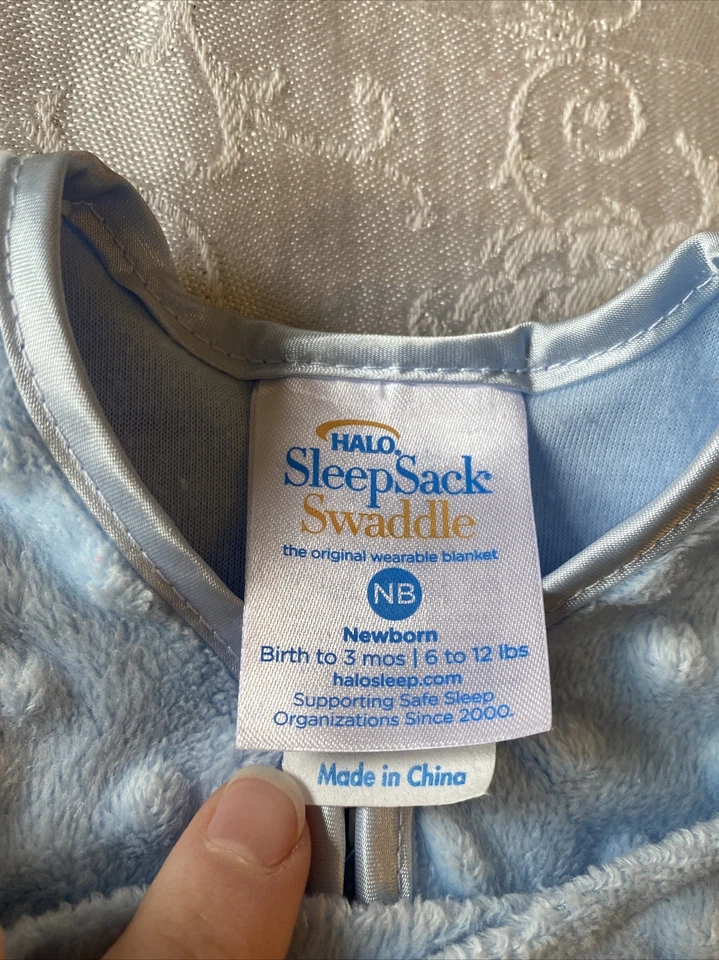 HALO®
SleepSack®
Swaddle
the original wearable blanket
NB
Newborn
Birth to 3 mos | 6 to 12 lbs
halosleep.com
Supporting Safe Sleep
Organizations Since 2000.
Made in China